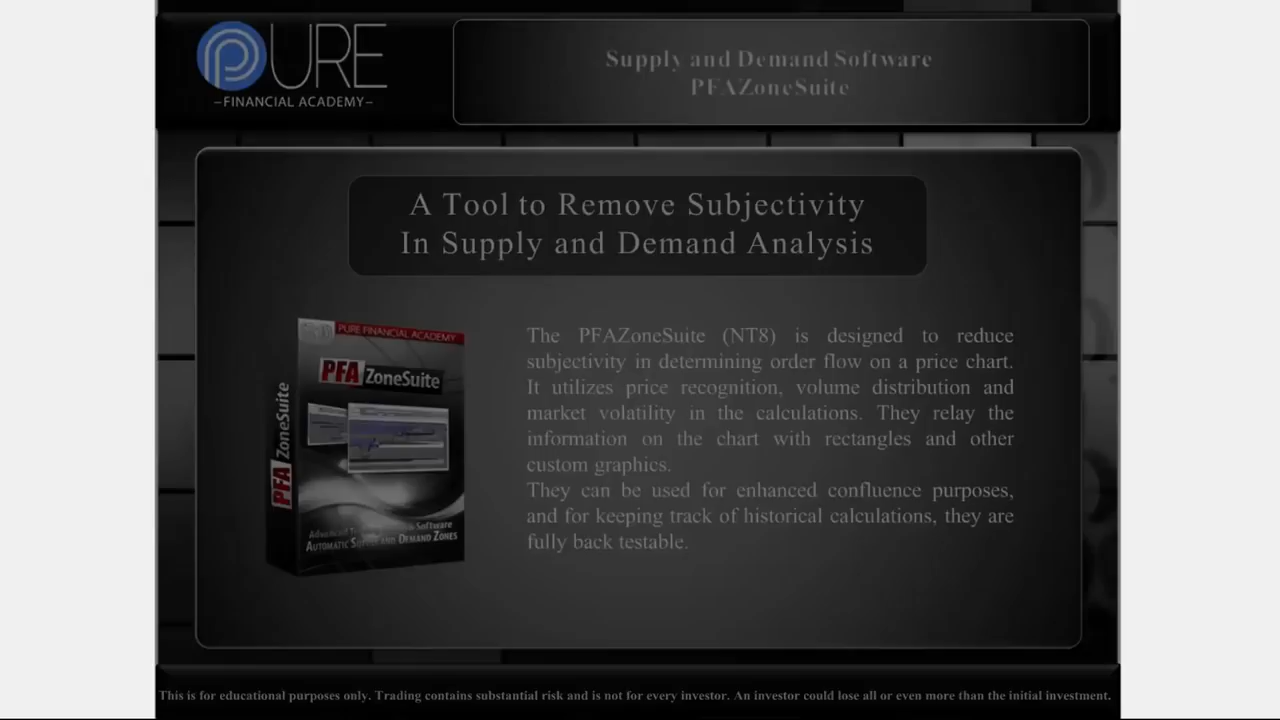 PURE
–FINANCIAL ACADEMY–
Supply and Demand Software
PFAZoneSuite
A Tool to Remove Subjectivity
In Supply and Demand Analysis
PURE FINANCIAL ACADEMY
PFA ZoneSuite
PFA ZoneSuite
AUTOMATIC SUPPLY AND DEMAND ZONES
The PFAZoneSuite (NT8) is designed to reduce
subjectivity in determining order flow on a price chart.
It utilizes price recognition, volume distribution and
market volatility in the calculations. They relay the
information on the chart with rectangles and other
custom graphics.
They can be used for enhanced confluence purposes,
and for keeping track of historical calculations, they are
fully back testable.
This is for educational purposes only. Trading contains substantial risk and is not for every investor. An investor could lose all or even more than the initial investment.